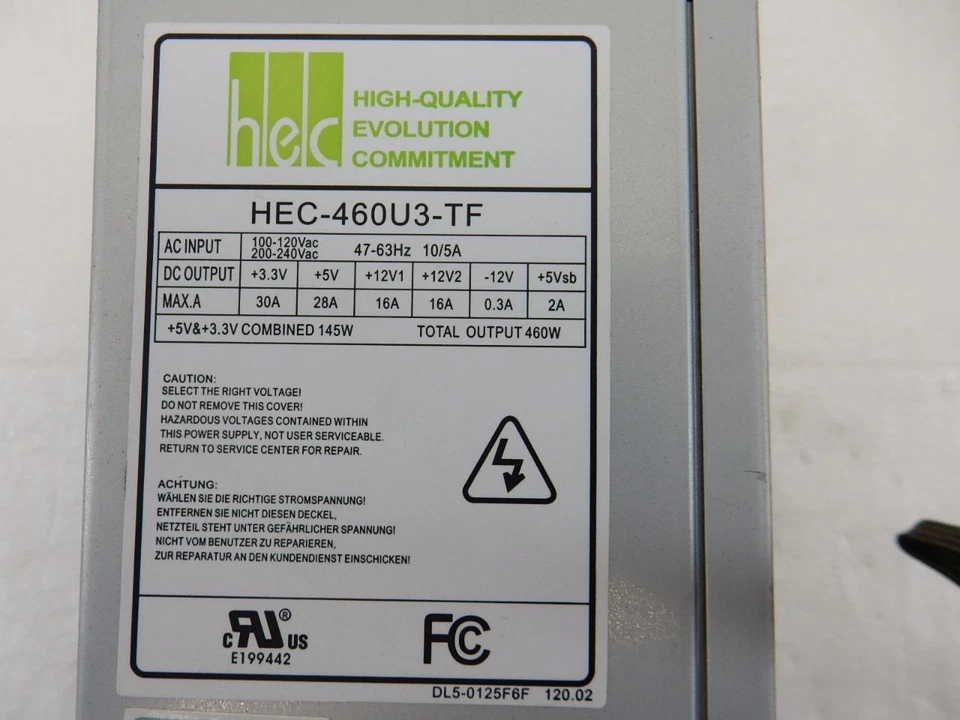 hec
HIGH-QUALITY
EVOLUTION
COMMITMENT
HEC-460U3-TF
AC INPUT 100-120Vac 200-240Vac 47-63Hz 10/5A
DC OUTPUT +3.3V +5V +12V1 +12V2 -12V +5Vsb
MAX.A 30A 28A 16A 16A 0.3A 2A
+5V&+3.3V COMBINED 145W TOTAL OUTPUT 460W
CAUTION:
SELECT THE RIGHT VOLTAGE!
DO NOT REMOVE THIS COVER!
HAZARDOUS VOLTAGES CONTAINED WITHIN
THIS POWER SUPPLY, NOT USER SERVICEABLE.
RETURN TO SERVICE CENTER FOR REPAIR.
ACHTUNG:
WÄHLEN SIE DIE RICHTIGE STROMSPANNUNG!
ENTFERNEN SIE NICHT DIESEN DECKEL,
NETZTEIL STEHT UNTER GEFÄHRLICHER SPANNUNG!
NICHT VOM BENUTZER ZU REPARIEREN,
ZUR REPARATUR AN DEN KUNDENDIENST EINSCHICKEN!
c RU ® US
E199442
FC
DL5-0125F6F 120.02